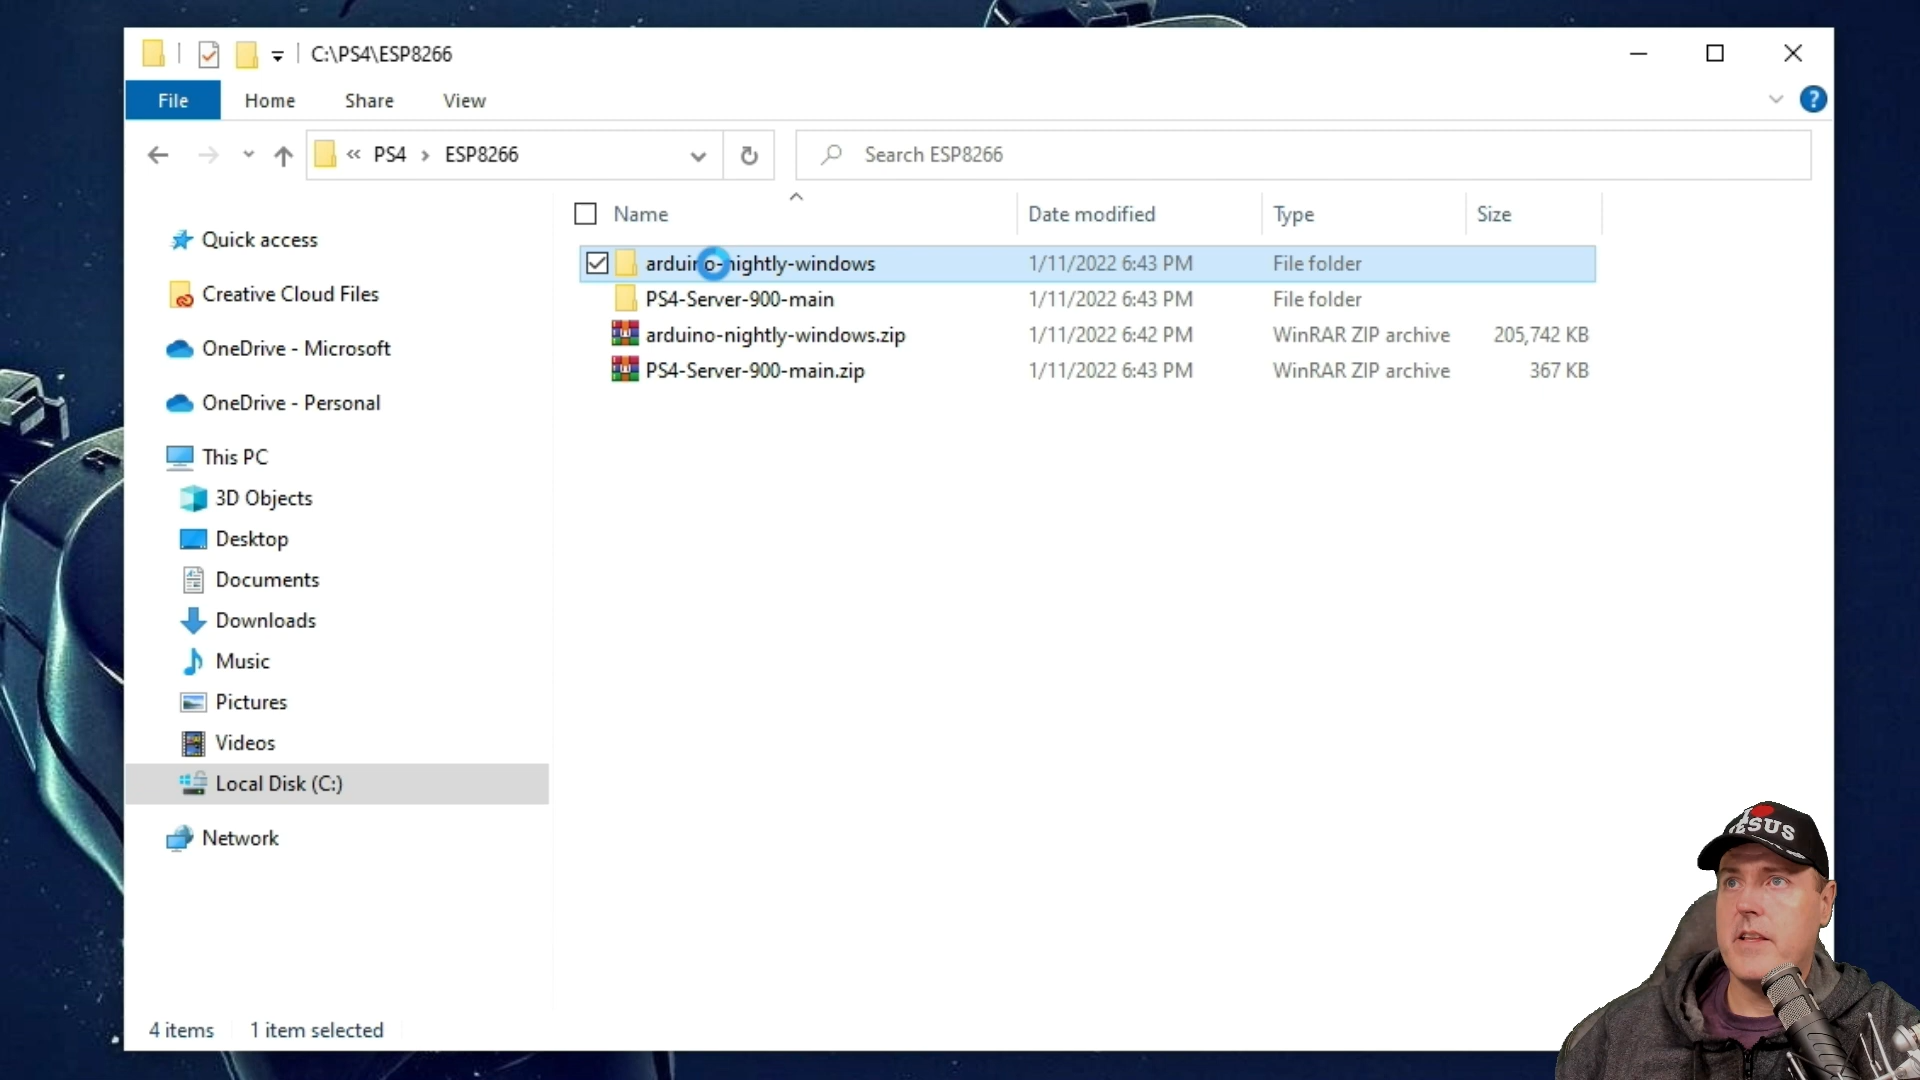 C:\PS4\ESP8266
File Home Share View
?
« PS4 › ESP8266
Search ESP8266
Name Date modified Type Size
Quick access
Creative Cloud Files
OneDrive - Microsoft
OneDrive - Personal
This PC
3D Objects
Desktop
Documents
Downloads
Music
Pictures
Videos
Local Disk (C:)
Network
arduino-nightly-windows 1/11/2022 6:43 PM File folder
PS4-Server-900-main 1/11/2022 6:43 PM File folder
arduino-nightly-windows.zip 1/11/2022 6:42 PM WinRAR ZIP archive 205,742 KB
PS4-Server-900-main.zip 1/11/2022 6:43 PM WinRAR ZIP archive 367 KB
4 items 1 item selected
JESUS